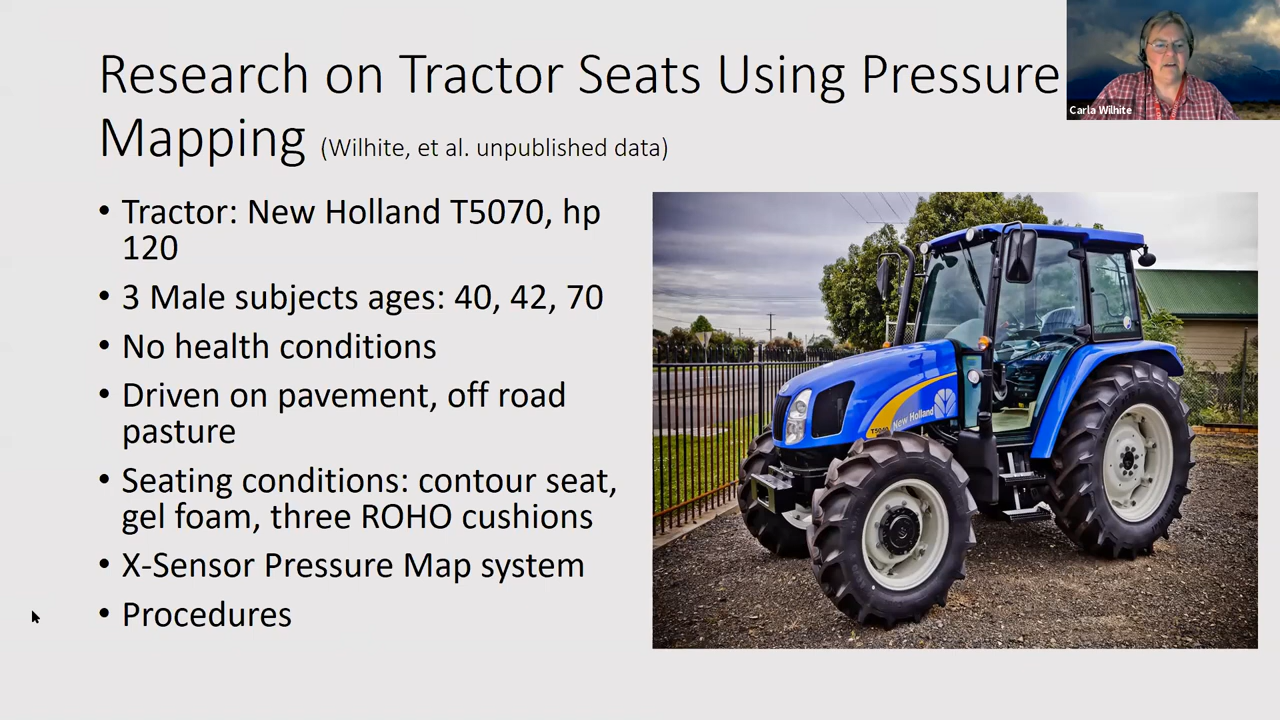 Research on Tractor Seats Using Pressure
Mapping (Wilhite, et al. unpublished data)
Carla Wilhite
• Tractor: New Holland T5070, hp
120
• 3 Male subjects ages: 40, 42, 70
• No health conditions
• Driven on pavement, off road
pasture
• Seating conditions: contour seat,
gel foam, three ROHO cushions
• X-Sensor Pressure Map system
• Procedures
New Holland